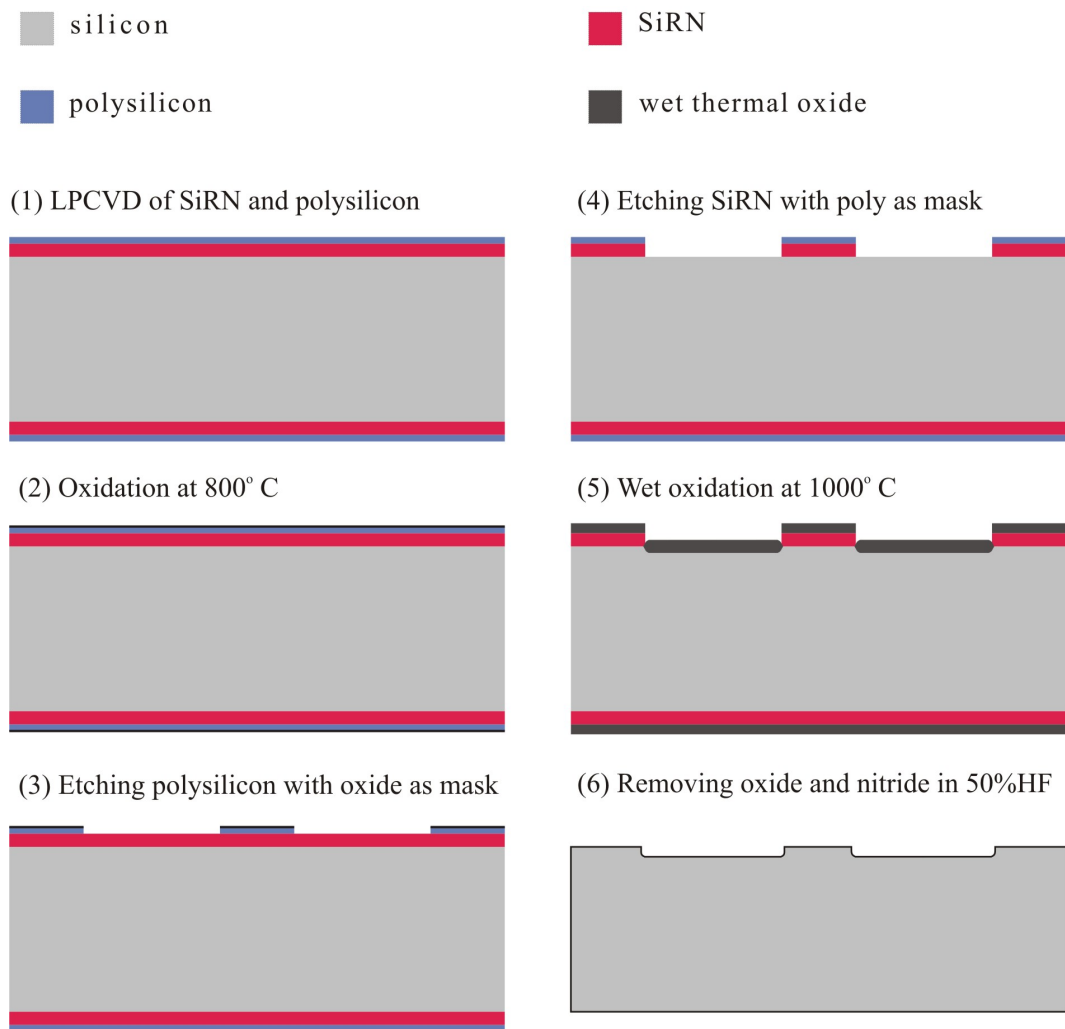 silicon
SiRN
polysilicon
wet thermal oxide
(1) LPCVD of SiRN and polysilicon
(4) Etching SiRN with poly as mask
(2) Oxidation at 800° C
(5) Wet oxidation at 1000° C
(3) Etching polysilicon with oxide as mask
(6) Removing oxide and nitride in 50%HF